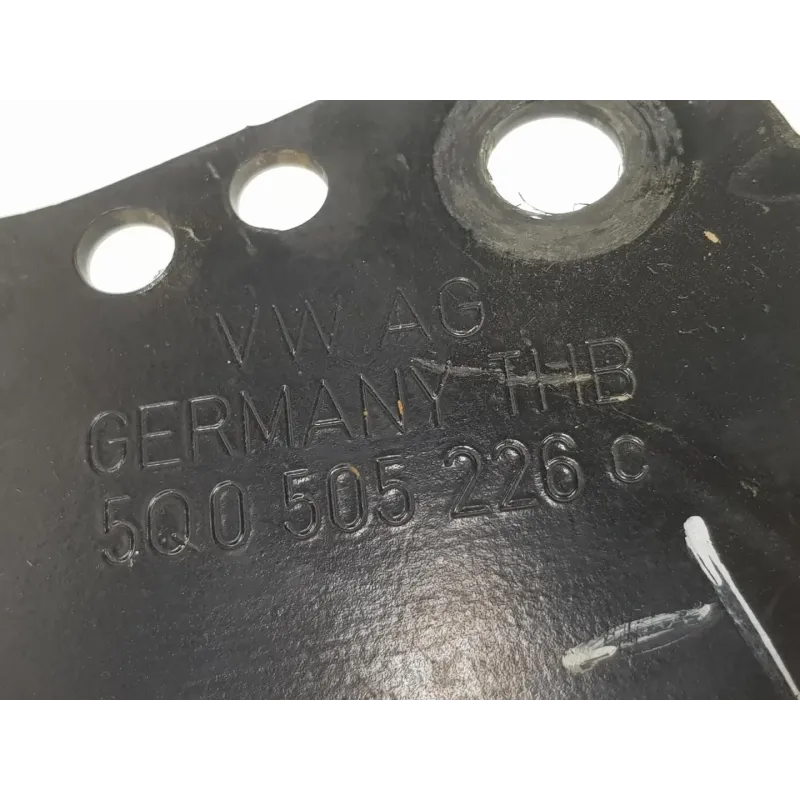 VW AG
GERMANY THB
5Q0 505 226 C